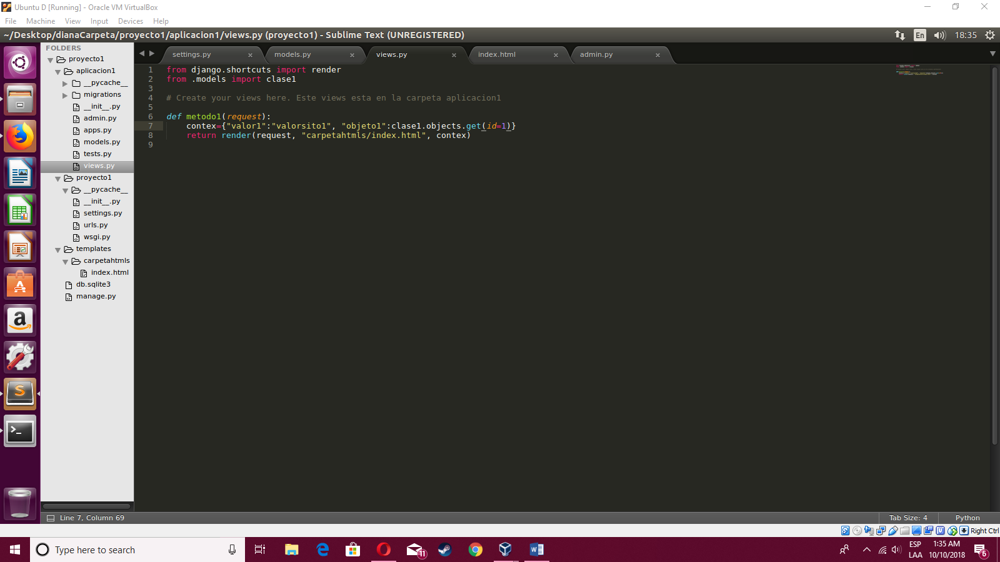 Ubuntu D [Running] - Oracle VM VirtualBox
File Machine View Input Devices Help
~/Desktop/dianaCarpeta/proyecto1/aplicacion1/views.py (proyecto1) - Sublime Text (UNREGISTERED)
En 18:35
FOLDERS
proyecto1
aplicacion1
__pycache__
migrations
__init__.py
admin.py
apps.py
models.py
tests.py
views.py
proyecto1
__pycache__
__init__.py
settings.py
urls.py
wsgi.py
templates
carpetahtmls
index.html
db.sqlite3
manage.py
settings.py models.py views.py index.html admin.py
1 from django.shortcuts import render
2 from .models import clase1
3
4 # Create your views here. Este views esta en la carpeta aplicacion1
5
6 def metodo1(request):
7 contex={"valor1":"valorsito1", "objeto1":clase1.objects.get(id=1)}
8 return render(request, "carpetahtmls/index.html", contex)
9
Line 7, Column 69 Tab Size: 4 Python
Right Ctrl
Type here to search
11
ESP
LAA
1:35 AM
10/10/2018
6